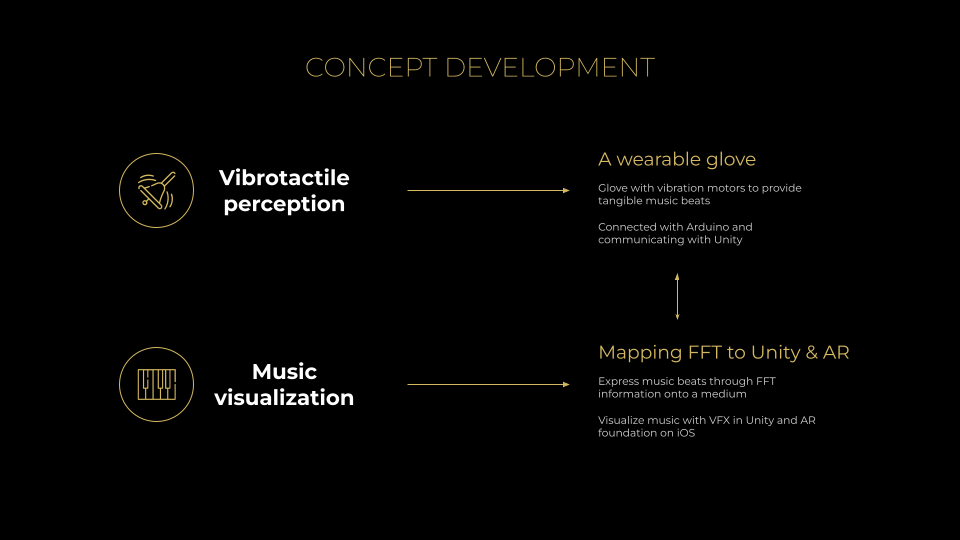 CONCEPT DEVELOPMENT
Vibrotactile
perception
A wearable glove
Glove with vibration motors to provide
tangible music beats
Connected with Arduino and
communicating with Unity
Music
visualization
Mapping FFT to Unity & AR
Express music beats through FFT
information onto a medium
Visualize music with VFX in Unity and AR
foundation on iOS